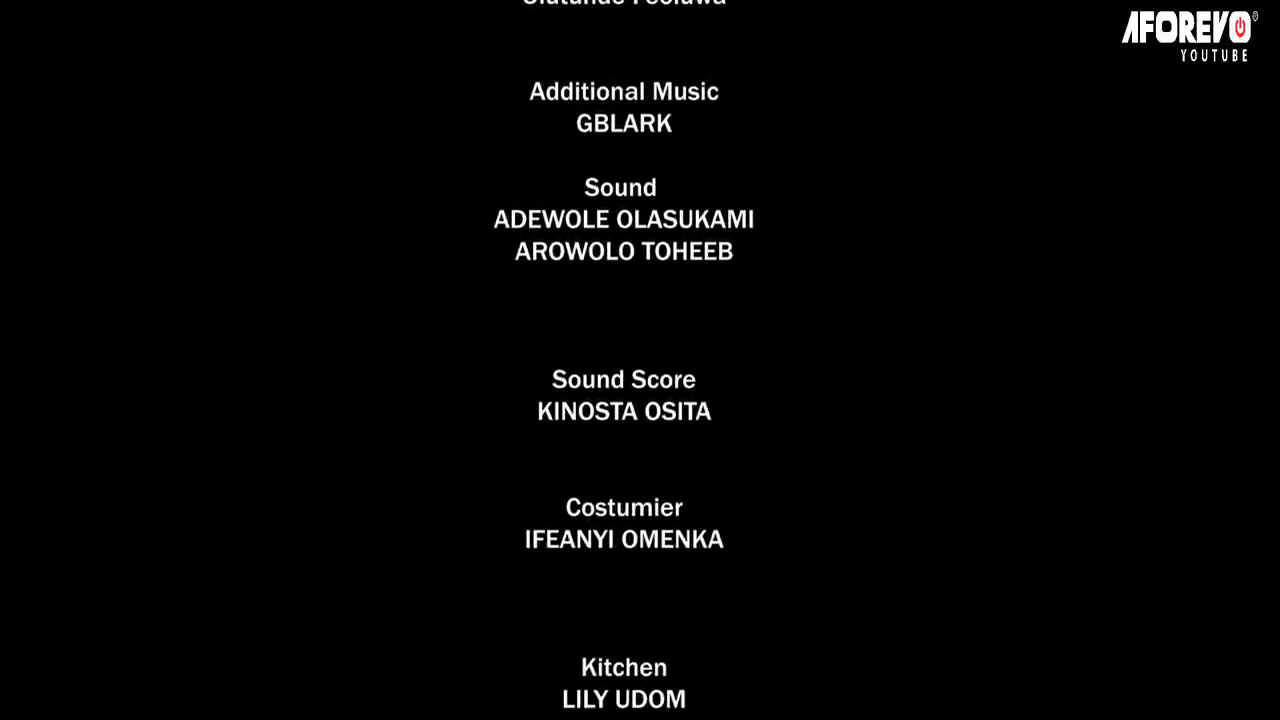 AFOREVO
YOUTUBE
Additional Music
GBLARK
Sound
ADEWOLE OLASUKAMI
AROWOLO TOHEEB
Sound Score
KINOSTA OSITA
Costumier
IFEANYI OMENKA
Kitchen
LILY UDOM